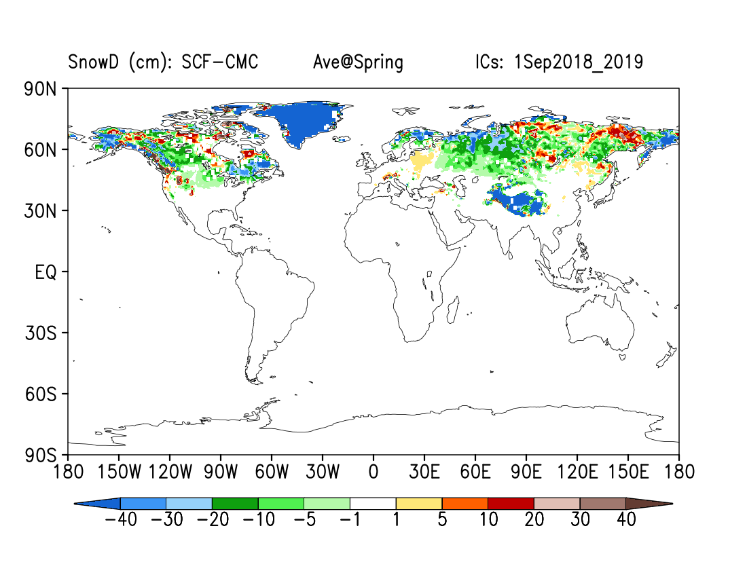 SnowD (cm): SCF-CMC Ave@Spring ICs: 1Sep2018_2019
90N
60N
30N
EQ
30S
60S
90S
180 150W 120W 90W 60W 30W 0 30E 60E 90E 120E 150E 180
-40 -30 -20 -10 -5 -1 1 5 10 20 30 40